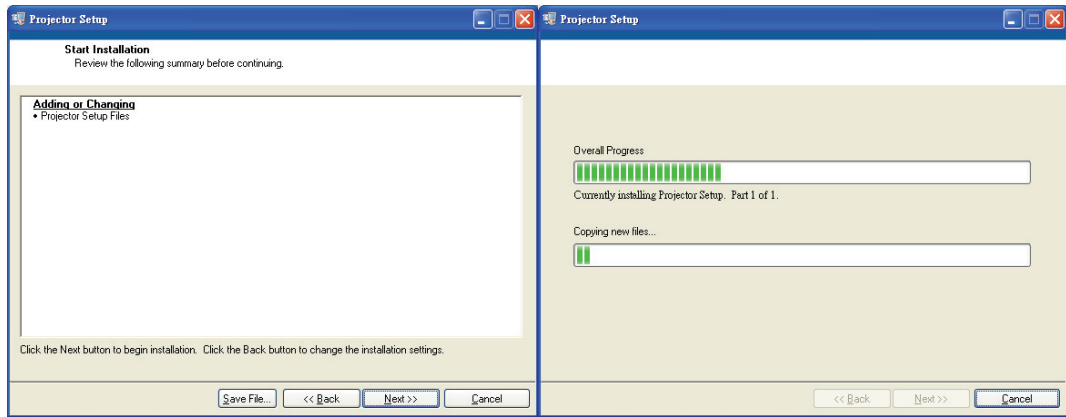 Projector Setup
Start Installation
Review the following summary before continuing.
Adding or Changing
• Projector Setup Files
Click the Next button to begin installation. Click the Back button to change the installation settings.
Save File...
<< Back
Next >>
Cancel
Projector Setup
Overall Progress
Currently installing Projector Setup. Part 1 of 1.
Copying new files...
<< Back
Next >>
Cancel